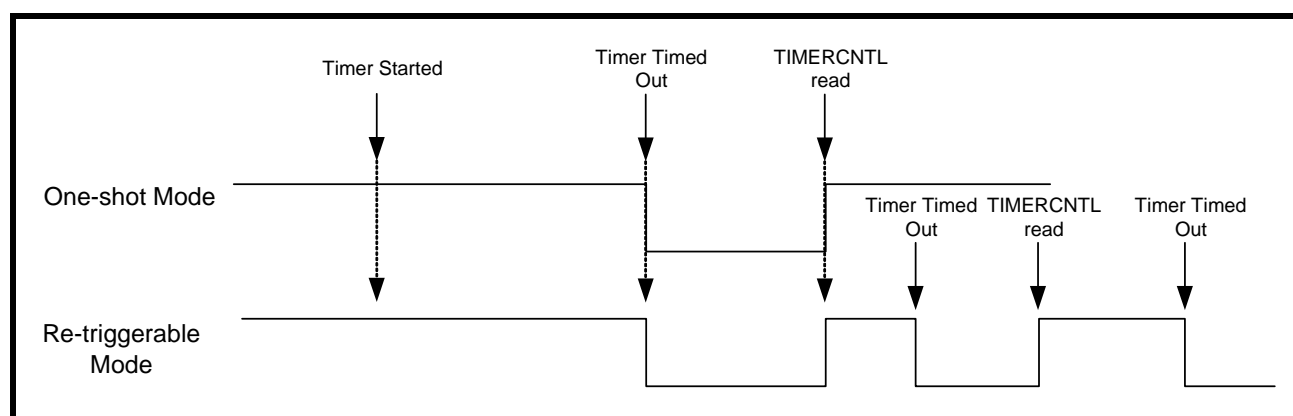 Timer Started
Timer Timed
Out
TIMERCNTL
read
One-shot Mode
Timer Timed
Out
TIMERCNTL
read
Timer Timed
Out
Re-triggerable
Mode